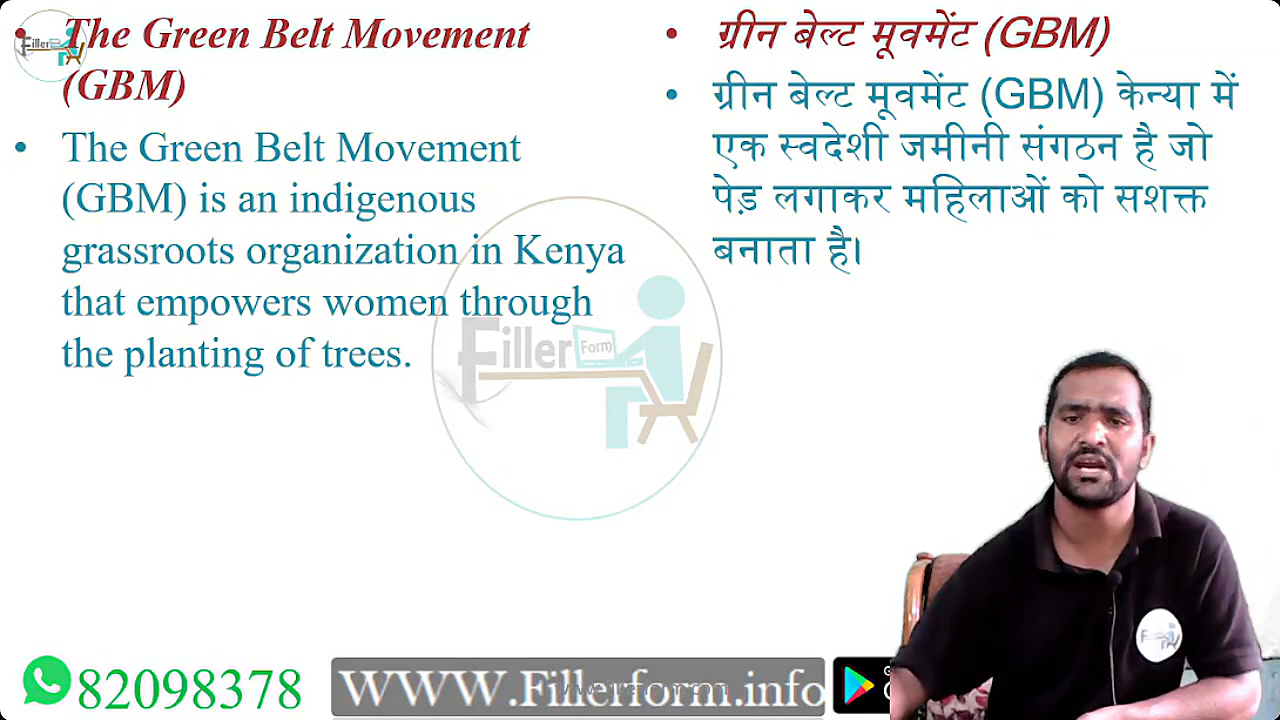 The Green Belt Movement
(GBM)
The Green Belt Movement
(GBM) is an indigenous
grassroots organization in Kenya
that empowers women through
the planting of trees.
ग्रीन बेल्ट मूवमेंट (GBM)
ग्रीन बेल्ट मूवमेंट (GBM) केन्या में
एक स्वदेशी जमीनी संगठन है जो
पेड़ लगाकर महिलाओं को सशक्त
बनाता है।
Filler Form
82098378
WWW.Fillerform.info